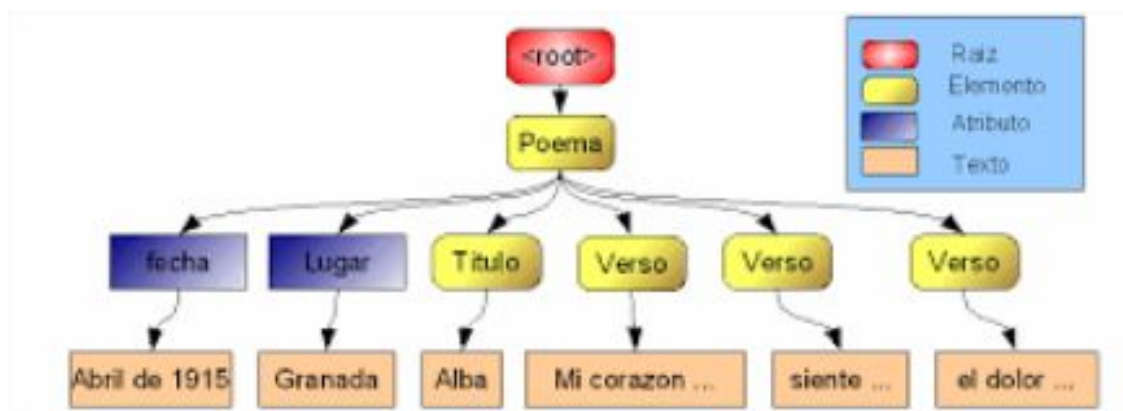 <root>
Raiz
Elemento
Atributo
Texto
Poema
fecha
Lugar
Titulo
Verso
Verso
Verso
Abril de 1915
Granada
Alba
Mi corazon ...
siente ...
el dolor ...